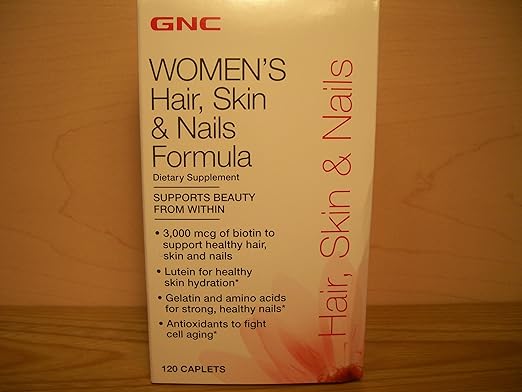 GNC
WOMEN'S
Hair, Skin
& Nails
Formula
Dietary Supplement
SUPPORTS BEAUTY
FROM WITHIN
• 3,000 mcg of biotin to
support healthy hair,
skin and nails
• Lutein for healthy
skin hydration*
• Gelatin and amino acids
for strong, healthy nails*
• Antioxidants to fight
cell aging*
120 CAPLETS
Hair, Skin & Nails